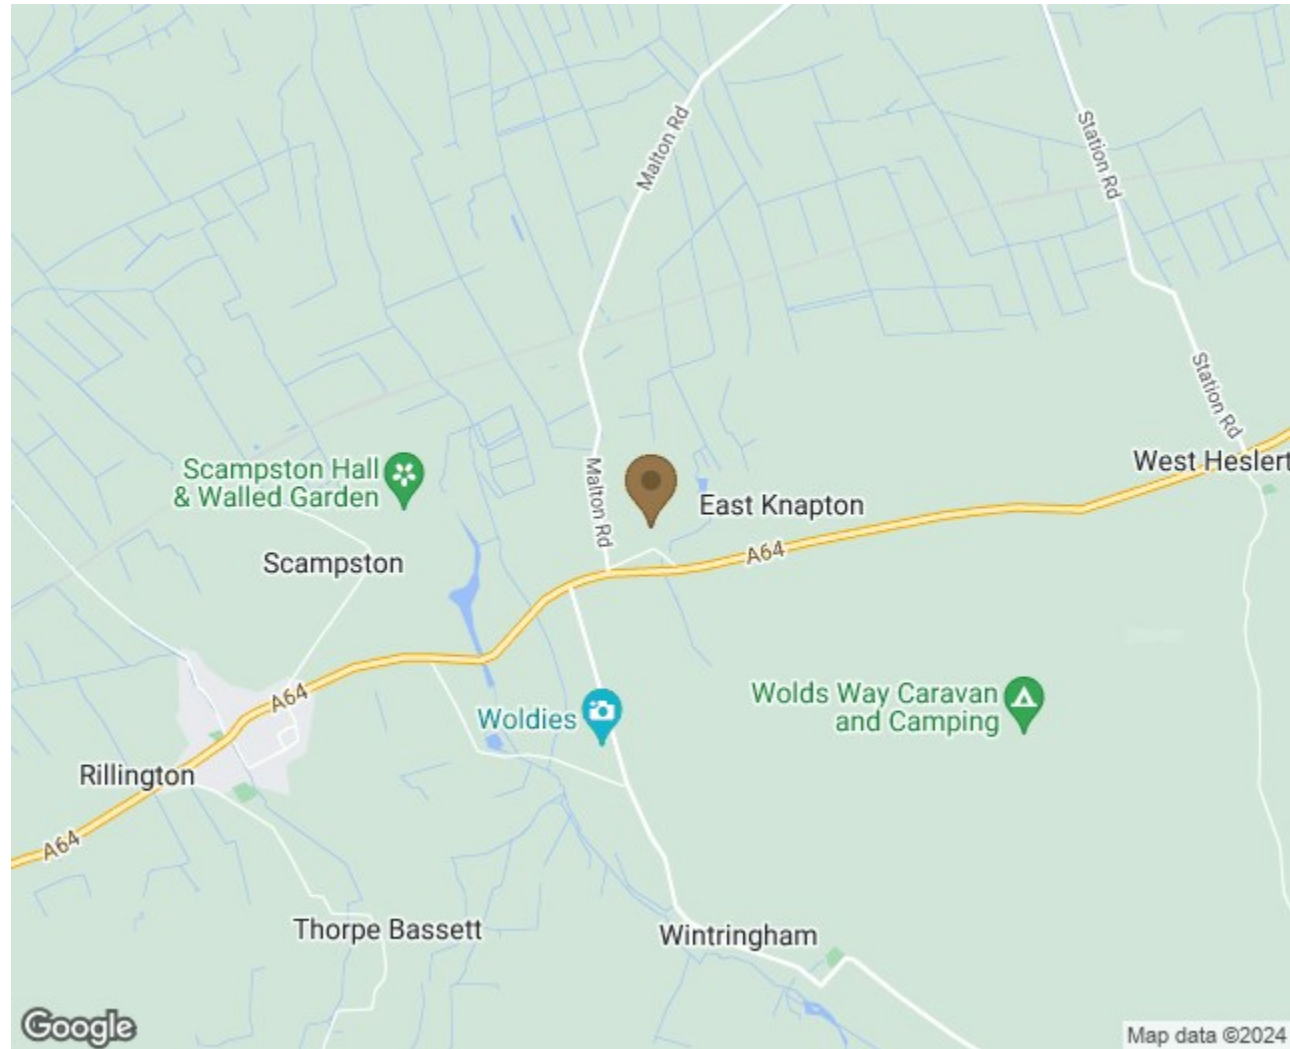 Malton Rd
Station Rd
Station Rd
West Heslert
Scampston Hall
& Walled Garden
Malton Rd
East Knapton
A64
Scampston
A64
Woldies
Wolds Way Caravan
and Camping
Rillington
A64
Thorpe Bassett
Wintringham
Google
Map data ©2024